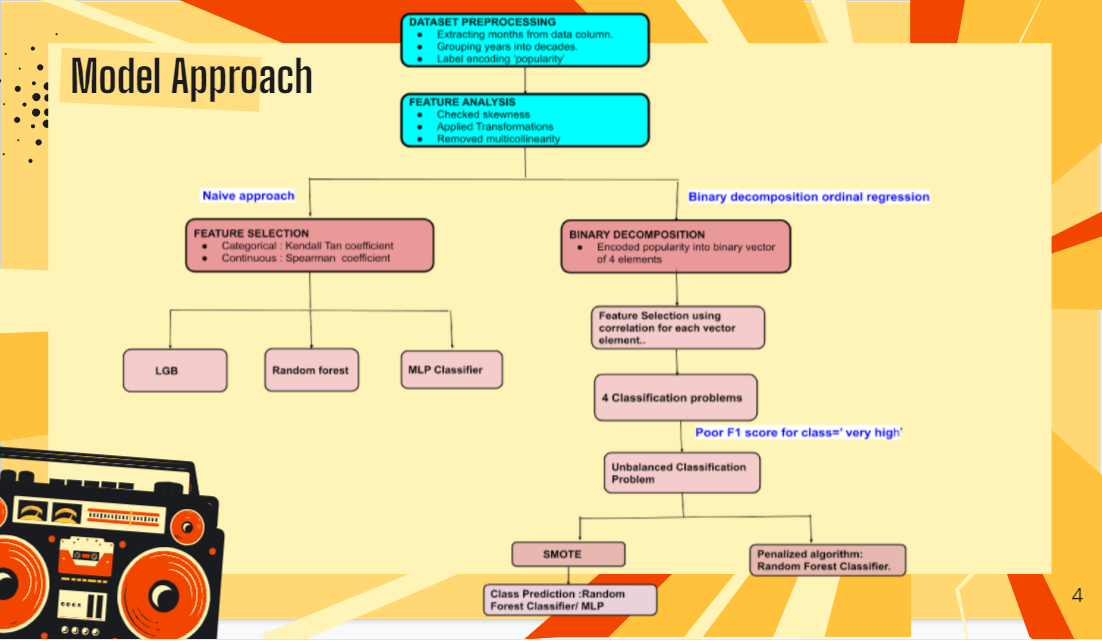 Model Approach
DATASET PREPROCESSING
● Extracting months from data column.
● Grouping years into decades.
● Label encoding 'popularity'
FEATURE ANALYSIS
● Checked skewness
● Applied Transformations
● Removed multicollinearity
Naive approach
Binary decomposition ordinal regression
FEATURE SELECTION
● Categorical : Kendall Tan coefficient
● Continuous : Spearman coefficient
LGB
Random forest
MLP Classifier
BINARY DECOMPOSITION
● Encoded popularity into binary vector
of 4 elements
Feature Selection using
correlation for each vector
element..
4 Classification problems
Poor F1 score for class=' very high'
Unbalanced Classification
Problem
SMOTE
Class Prediction :Random
Forest Classifier/ MLP
Penalized algorithm:
Random Forest Classifier.
4